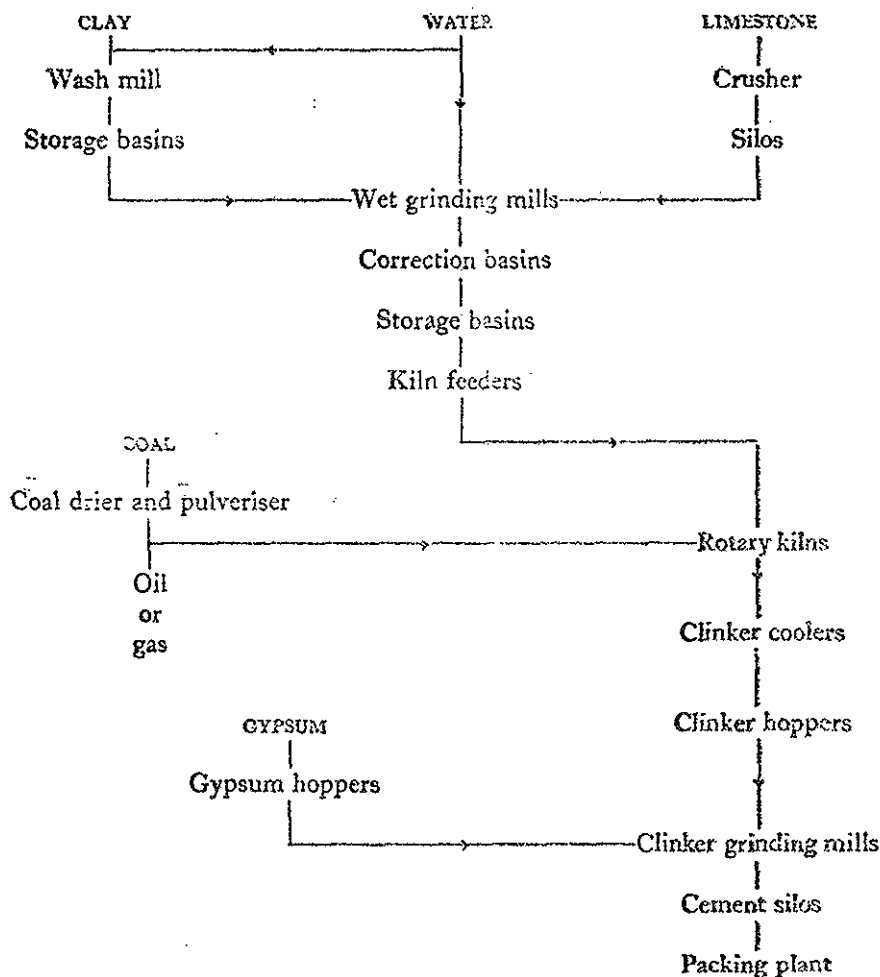 CLAY WATER LIMESTONE
Wash mill Crusher
Storage basins Silos
Wet grinding mills
Correction basins
Storage basins
Kiln feeders
COAL
Coal drier and pulveriser
Rotary kilns
Oil
or
gas
Clinker coolers
Clinker hoppers
GYPSUM
Gypsum hoppers
Clinker grinding mills
Cement silos
Packing plant